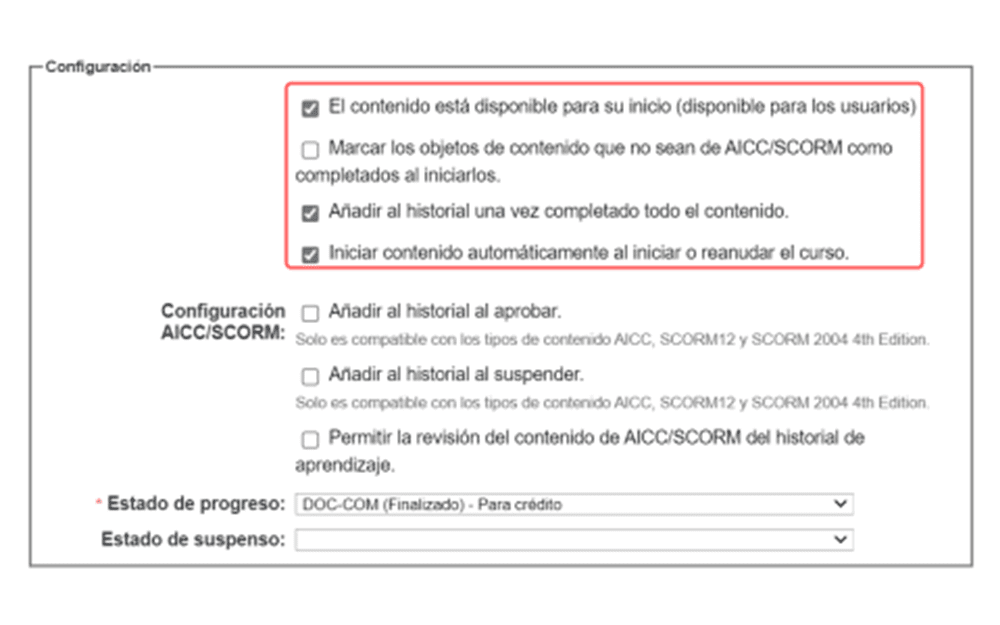 Configuración
El contenido está disponible para su inicio (disponible para los usuarios)
Marcar los objetos de contenido que no sean de AICC/SCORM como
completados al iniciarlos.
Añadir al historial una vez completado todo el contenido.
Iniciar contenido automáticamente al iniciar o reanudar el curso.
Configuración
AICC/SCORM:
Añadir al historial al aprobar.
Solo es compatible con los tipos de contenido AICC, SCORM12 y SCORM 2004 4th Edition.
Añadir al historial al suspender.
Solo es compatible con los tipos de contenido AICC, SCORM12 y SCORM 2004 4th Edition.
Permitir la revisión del contenido de AICC/SCORM del historial de
aprendizaje.
* Estado de progreso: DOC-COM (Finalizado) - Para crédito
Estado de suspenso: